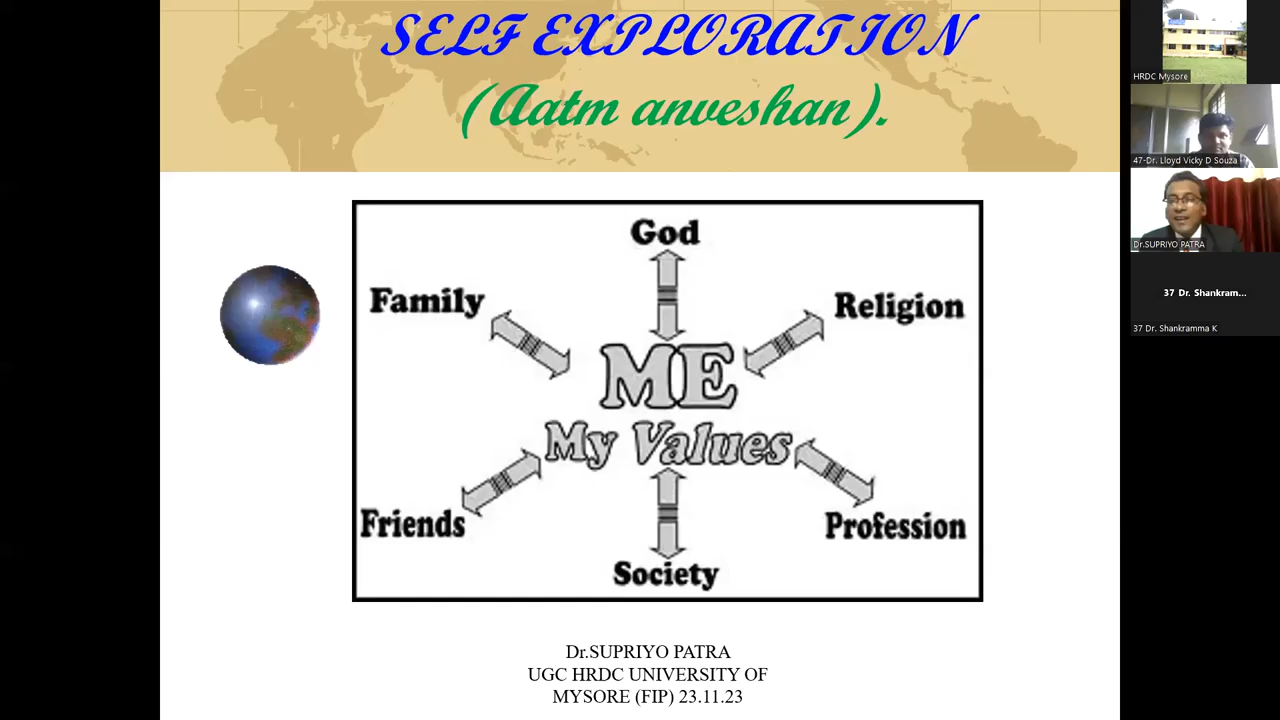 SELF EXPLORATION
(Aatm anveshan).
God
Family
Religion
ME
My Values
Friends
Profession
Society
Dr.SUPRIYO PATRA
UGC HRDC UNIVERSITY OF
MYSORE (FIP) 23.11.23
HRDC Mysore
47-Dr. Lloyd Vicky D Souza
Dr.SUPRIYO PATRA
37 Dr. Shankram...
37 Dr. Shankramma K